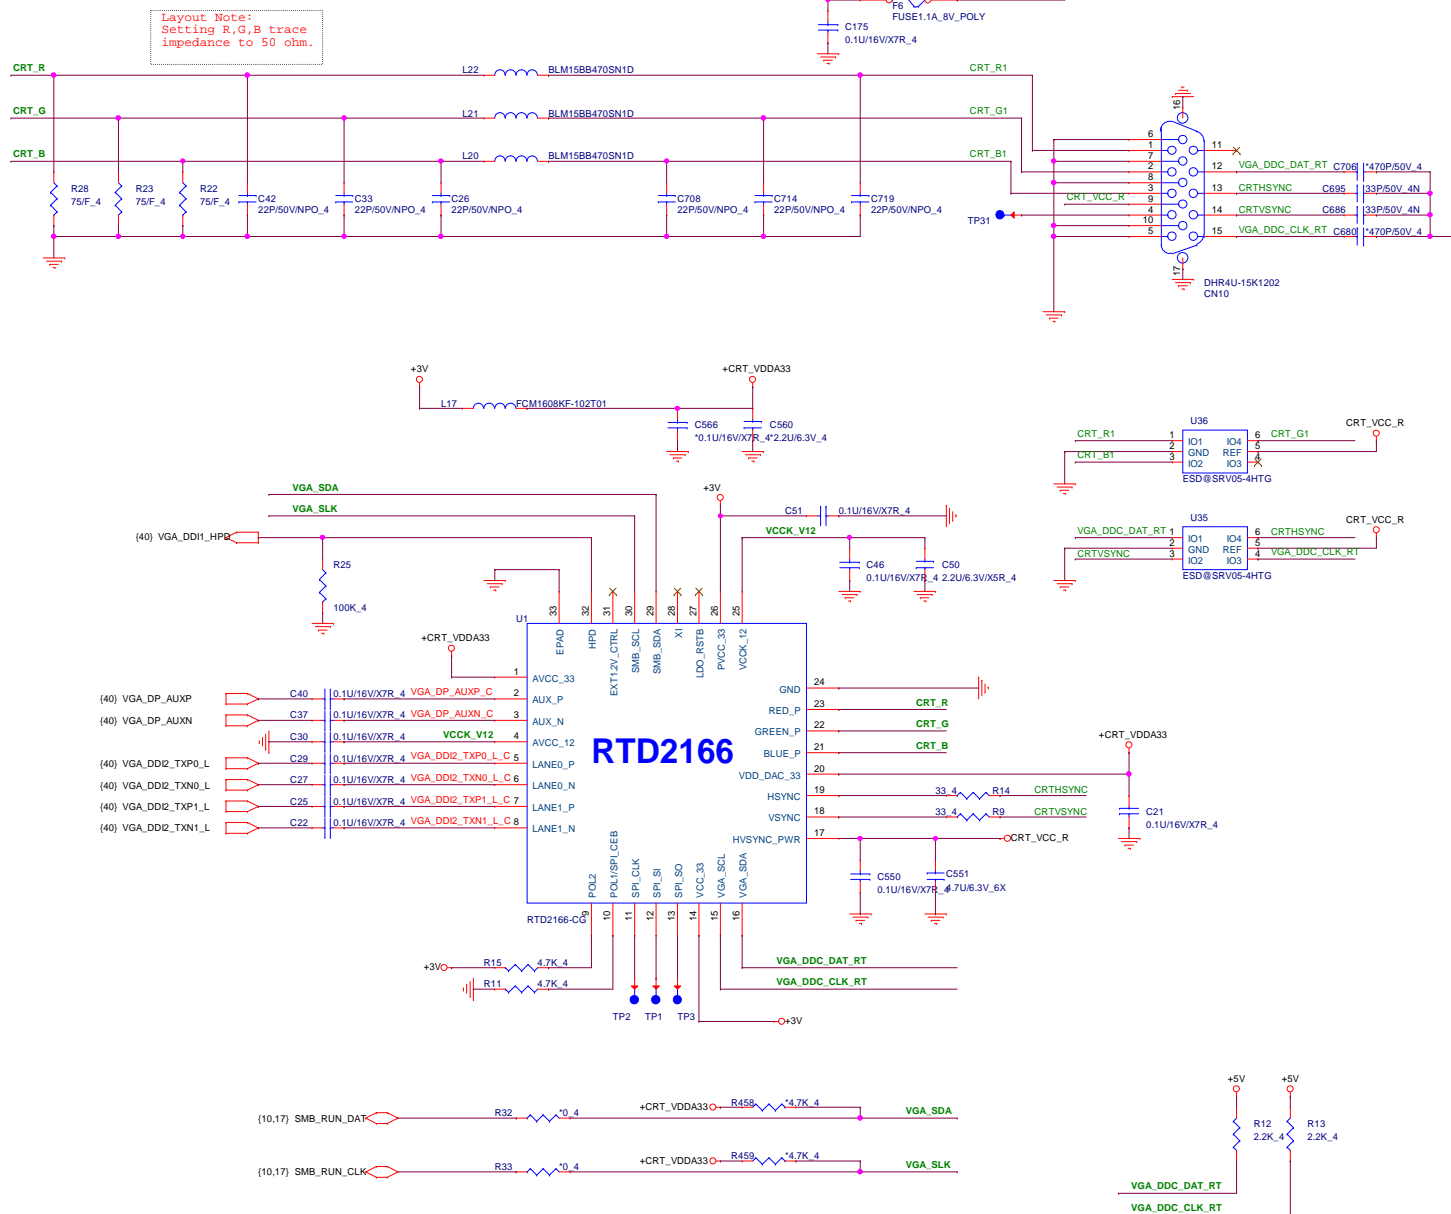 Layout Note:
Setting R,G,B trace
impedance to 50 ohm.
F6
FUSE1.1A_8V_POLY
C175
0.1U/16V/X7R_4
CRT_R
L22
BLM15BB470SN1D
CRT_R1
CRT_G
L21
BLM15BB470SN1D
CRT_G1
CRT_B
L20
BLM15BB470SN1D
CRT_B1
R28
75/F_4
R23
75/F_4
R22
75/F_4
C42
22P/50V/NPO_4
C33
22P/50V/NPO_4
C26
22P/50V/NPO_4
C708
22P/50V/NPO_4
C714
22P/50V/NPO_4
C719
22P/50V/NPO_4
TP31
CRT_VCC_R
16
6
1
7
2
8
3
9
4
10
5
11
12
13
14
15
17
VGA_DDC_DAT_RT
C706
*470P/50V_4
CRTHSYNC
C695
33P/50V_4N
CRTVSYNC
C686
33P/50V_4N
VGA_DDC_CLK_RT
C680
*470P/50V_4
DHR4U-15K1202
CN10
+3V
+CRT_VDDA33
L17
FCM1608KF-102T01
C566
*0.1U/16V/X7R_4
C560
*2.2U/6.3V_4
U36
CRT_VCC_R
CRT_R1
1
2
3
IO1
GND
IO2
IO4
REF
IO3
6
5
4
CRT_G1
CRT_B1
ESD@SRV05-4HTG
U35
CRT_VCC_R
VGA_DDC_DAT_RT
1
2
3
IO1
GND
IO2
IO4
REF
IO3
6
5
4
CRTHSYNC
CRTVSYNC
VGA_DDC_CLK_RT
ESD@SRV05-4HTG
VGA_SDA
VGA_SLK
{40} VGA_DDI1_HPD
R25
100K_4
+3V
C51
0.1U/16V/X7R_4
VCCK_V12
C46
0.1U/16V/X7R_4
C50
2.2U/6.3V/X5R_4
U1
33
32
31
30
29
28
27
26
25
EPAD
HPD
EXT1.2V_CTRL
SMB_SCL
SMB_SDA
XI
LDO_RSTB
PVCC_33
VCCK_12
+CRT_VDDA33
1
AVCC_33
{40} VGA_DP_AUXP
C40
0.1U/16V/X7R_4
VGA_DP_AUXP_C
2
AUX_P
{40} VGA_DP_AUXN
C37
0.1U/16V/X7R_4
VGA_DP_AUXN_C
3
AUX_N
C30
0.1U/16V/X7R_4
VCCK_V12
4
AVCC_12
{40} VGA_DDI2_TXP0_L
C29
0.1U/16V/X7R_4
VGA_DDI2_TXP0_L_C
5
LANE0_P
{40} VGA_DDI2_TXN0_L
C27
0.1U/16V/X7R_4
VGA_DDI2_TXN0_L_C
6
LANE0_N
{40} VGA_DDI2_TXP1_L
C25
0.1U/16V/X7R_4
VGA_DDI2_TXP1_L_C
7
LANE1_P
{40} VGA_DDI2_TXN1_L
C22
0.1U/16V/X7R_4
VGA_DDI2_TXN1_L_C
8
LANE1_N
RTD2166
GND
24
RED_P
23
CRT_R
GREEN_P
22
CRT_G
BLUE_P
21
CRT_B
VDD_DAC_33
20
+CRT_VDDA33
HSYNC
19
33_4
R14
CRTHSYNC
VSYNC
18
33_4
R9
CRTVSYNC
HVSYNC_PWR
17
CRT_VCC_R
C21
0.1U/16V/X7R_4
C550
0.1U/16V/X7R_4
C551
4.7U/6.3V_6X
POL2
POL1/SPI_CEB
SPI_CLK
SPI_SI
SPI_SO
VCC_33
VGA_SCL
VGA_SDA
RTD2166-CG
9
10
11
12
13
14
15
16
+3V
R15
4.7K_4
R11
4.7K_4
TP2
TP1
TP3
VGA_DDC_DAT_RT
VGA_DDC_CLK_RT
+3V
{10,17} SMB_RUN_DAT
R32
*0_4
+CRT_VDDA33
R458
*4.7K_4
VGA_SDA
{10,17} SMB_RUN_CLK
R33
*0_4
+CRT_VDDA33
R459
*4.7K_4
VGA_SLK
+5V
+5V
R12
2.2K_4
R13
2.2K_4
VGA_DDC_DAT_RT
VGA_DDC_CLK_RT